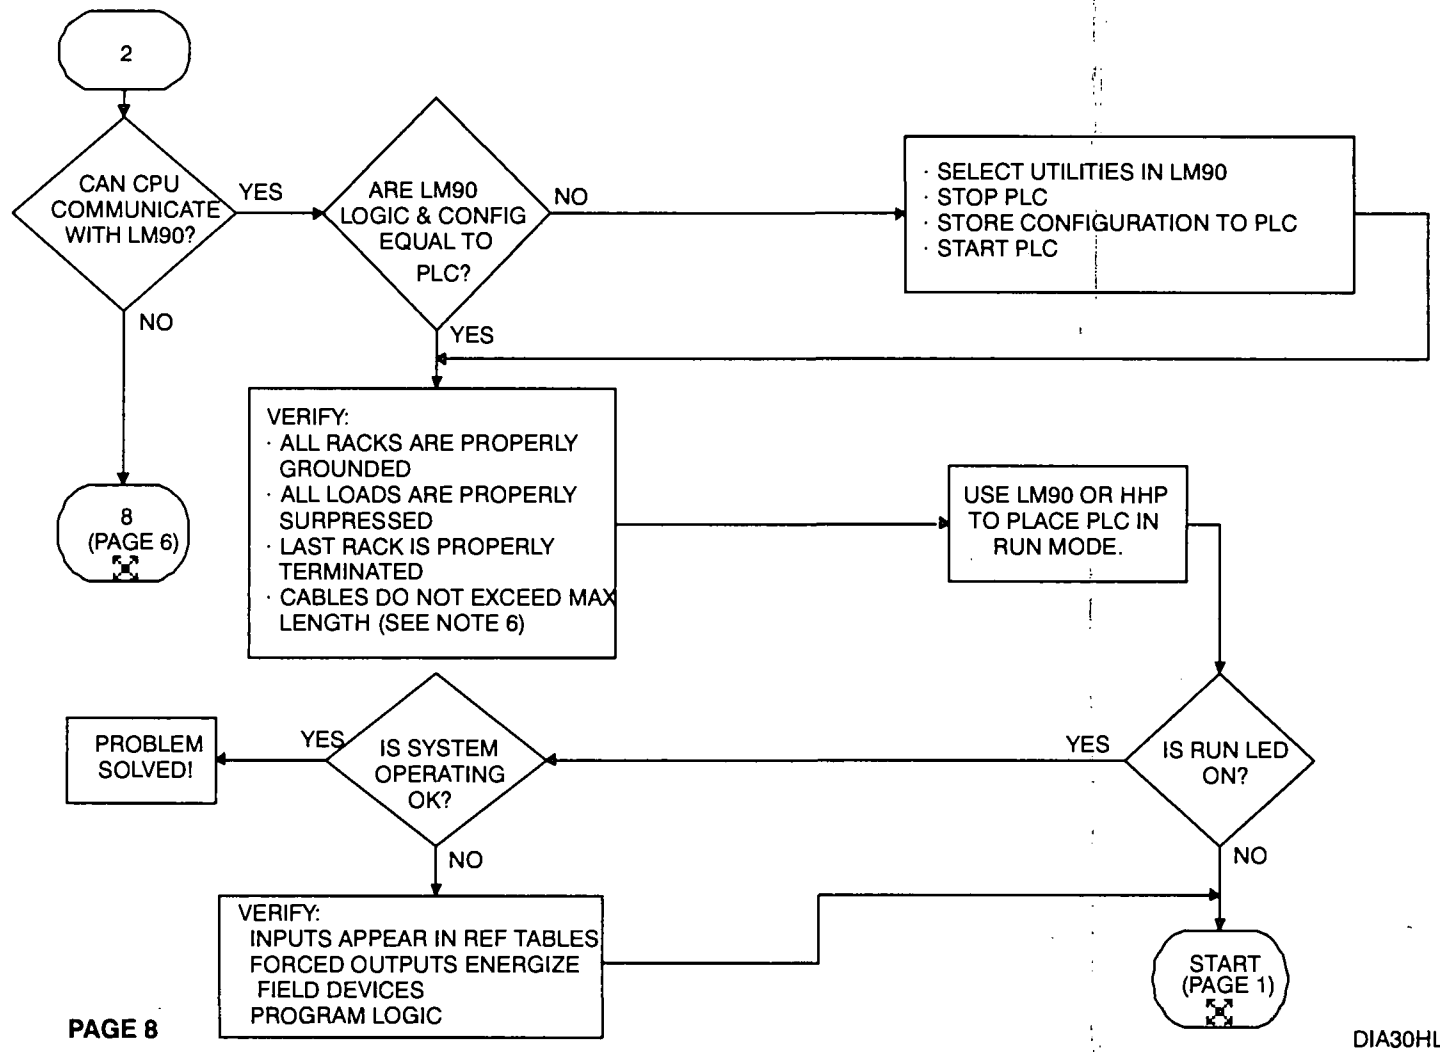 2
CAN CPU
COMMUNICATE
WITH LM90?
YES
NO
8
(PAGE 6)
ARE LM90
LOGIC & CONFIG
EQUAL TO
PLC?
NO
YES
· SELECT UTILITIES IN LM90
· STOP PLC
· STORE CONFIGURATION TO PLC
· START PLC
VERIFY:
· ALL RACKS ARE PROPERLY
GROUNDED
· ALL LOADS ARE PROPERLY
SURPRESSED
· LAST RACK IS PROPERLY
TERMINATED
· CABLES DO NOT EXCEED MAX
LENGTH (SEE NOTE 6)
USE LM90 OR HHP
TO PLACE PLC IN
RUN MODE.
IS RUN LED
ON?
YES
NO
IS SYSTEM
OPERATING
OK?
YES
NO
PROBLEM
SOLVED!
VERIFY:
INPUTS APPEAR IN REF TABLES
FORCED OUTPUTS ENERGIZE
FIELD DEVICES
PROGRAM LOGIC
START
(PAGE 1)
PAGE 8
DIA30HL